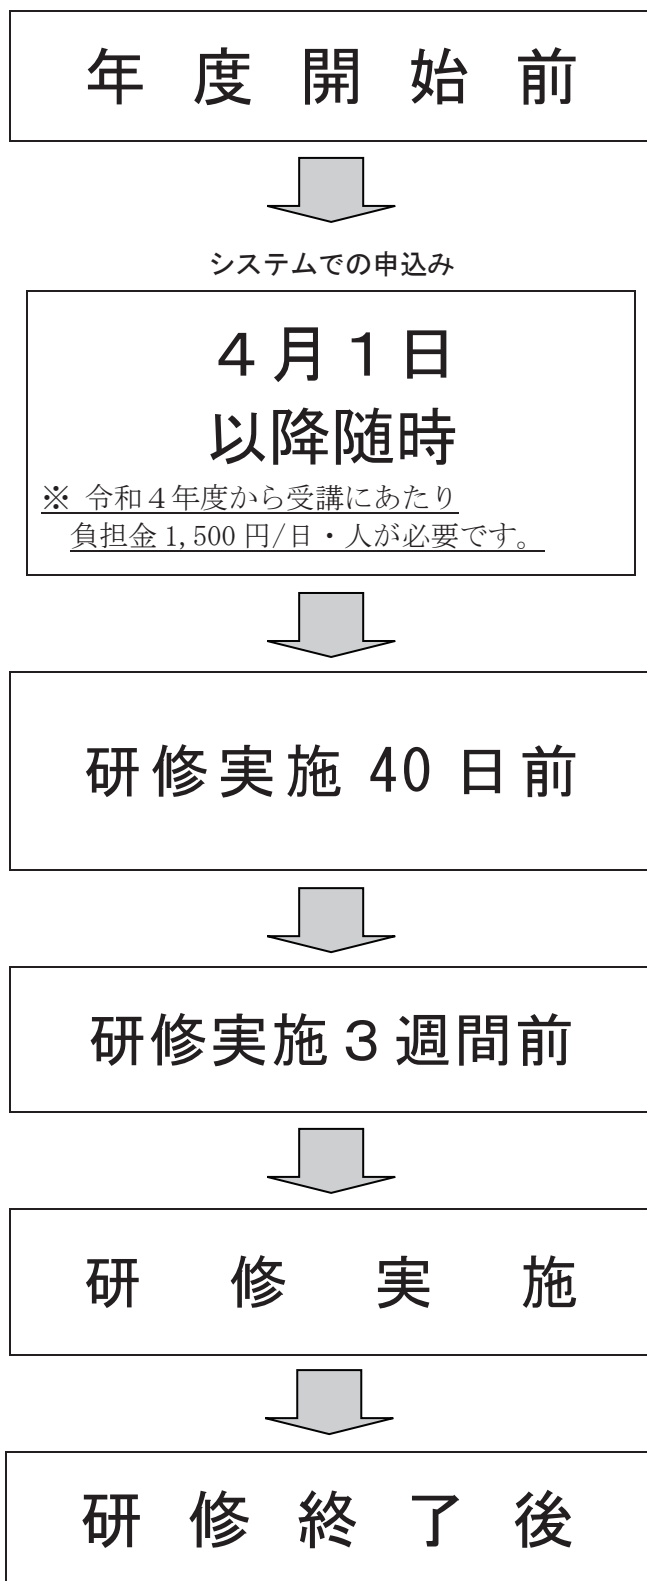 年度開始前
システムでの申込み
４月１日
以降随時
※ 令和４年度から受講にあたり
負担金1,500円/日・人が必要です。
研修実施 40 日前
研修実施３週間前
研修実施
研修終了後